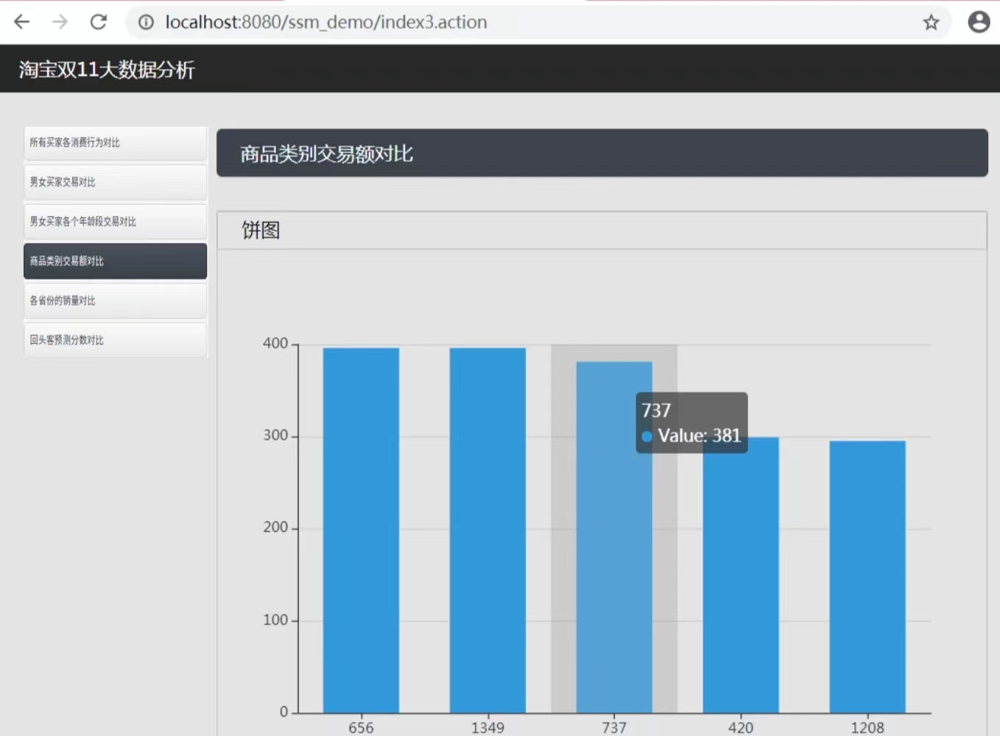 localhost:8080/ssm_demo/index3.action
淘宝双11大数据分析
所有买家各消费行为对比
男女买家交易对比
男女买家各个年龄段交易对比
商品类别交易额对比
各省份的销量对比
回头客预测分数对比
商品类别交易额对比
饼图
400
300
200
100
0
737
Value: 381
656
1349
737
420
1208